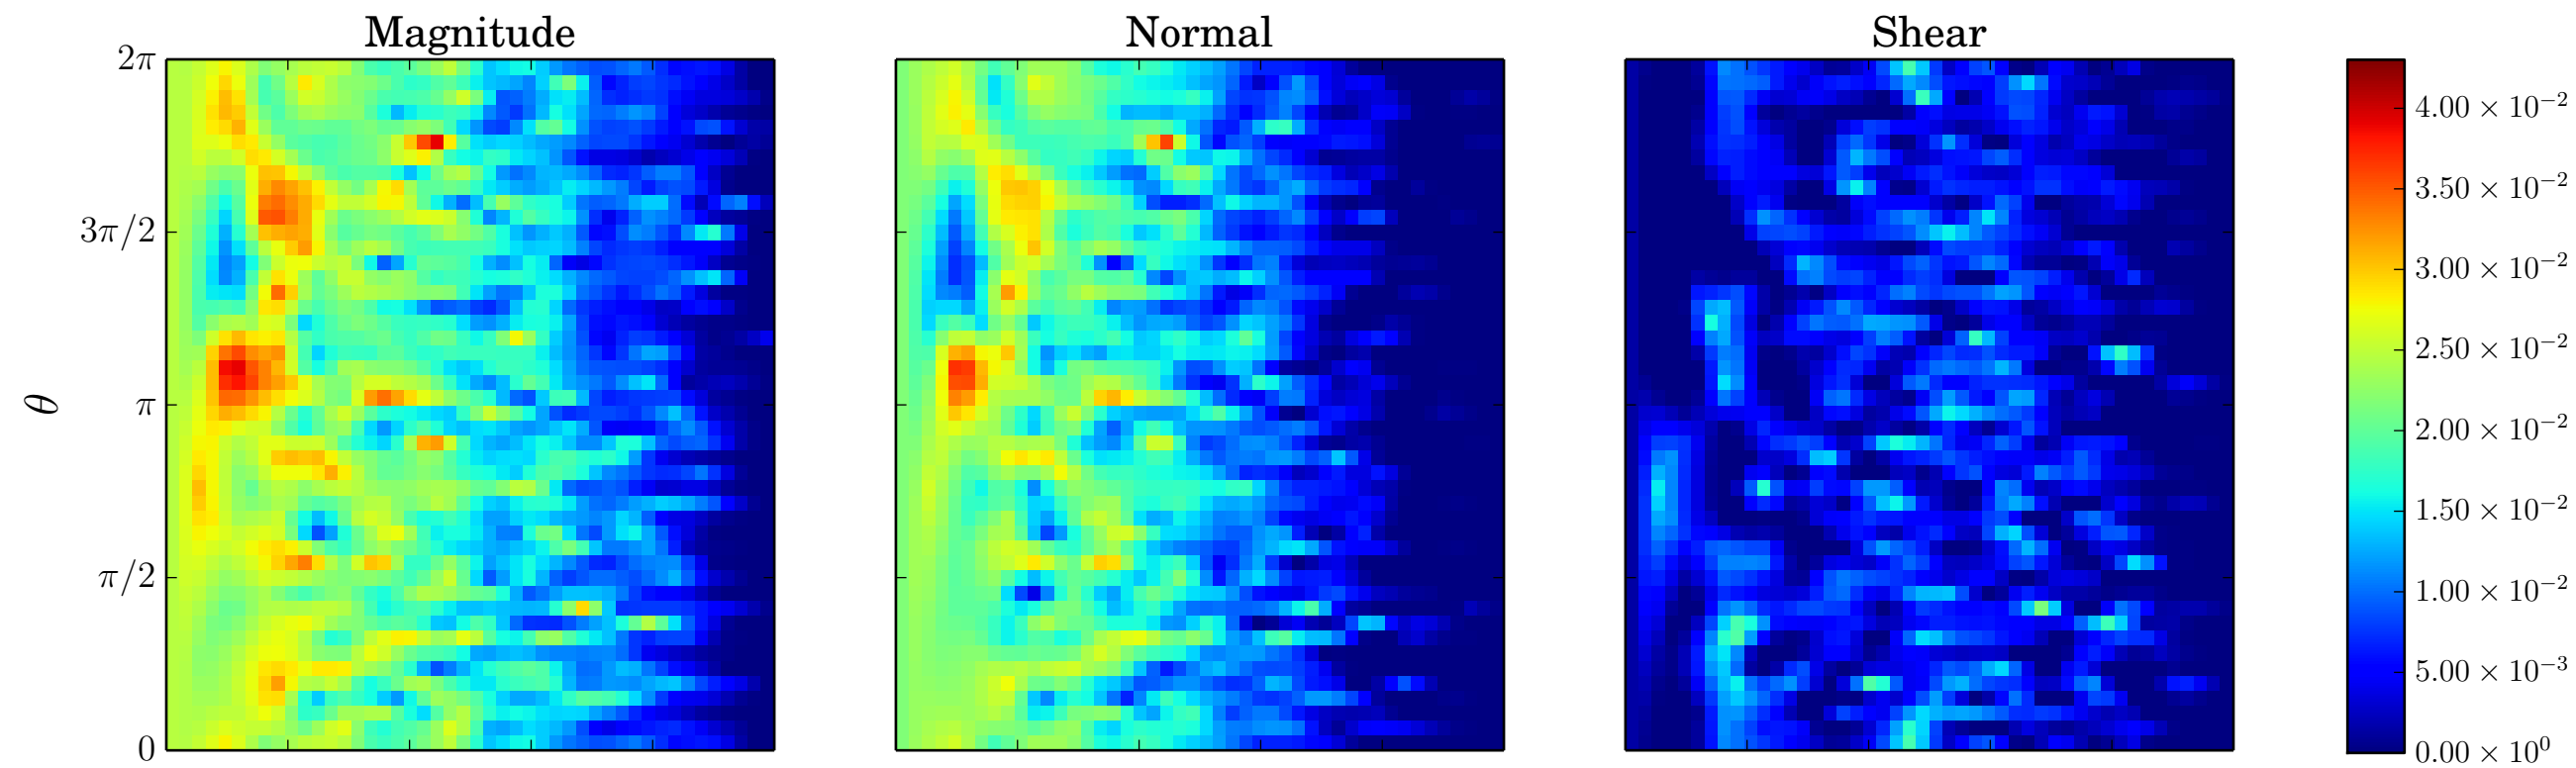 Magnitude
Normal
Shear
2π
3π/2
π
π/2
0
θ
4.00 × 10⁻²
3.50 × 10⁻²
3.00 × 10⁻²
2.50 × 10⁻²
2.00 × 10⁻²
1.50 × 10⁻²
1.00 × 10⁻²
5.00 × 10⁻³
0.00 × 10⁰